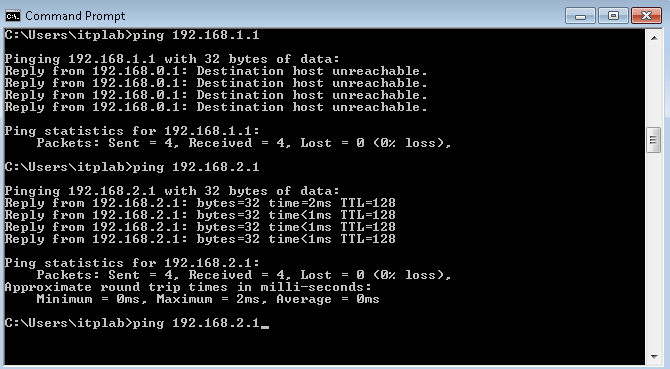 Command Prompt
C:\Users\itplab>ping 192.168.1.1
Pinging 192.168.1.1 with 32 bytes of data:
Reply from 192.168.0.1: Destination host unreachable.
Reply from 192.168.0.1: Destination host unreachable.
Reply from 192.168.0.1: Destination host unreachable.
Reply from 192.168.0.1: Destination host unreachable.
Ping statistics for 192.168.1.1:
    Packets: Sent = 4, Received = 4, Lost = 0 (0% loss),
C:\Users\itplab>ping 192.168.2.1
Pinging 192.168.2.1 with 32 bytes of data:
Reply from 192.168.2.1: bytes=32 time=2ms TTL=128
Reply from 192.168.2.1: bytes=32 time<1ms TTL=128
Reply from 192.168.2.1: bytes=32 time<1ms TTL=128
Reply from 192.168.2.1: bytes=32 time<1ms TTL=128
Ping statistics for 192.168.2.1:
    Packets: Sent = 4, Received = 4, Lost = 0 (0% loss),
Approximate round trip times in milli-seconds:
    Minimum = 0ms, Maximum = 2ms, Average = 0ms
C:\Users\itplab>ping 192.168.2.1_